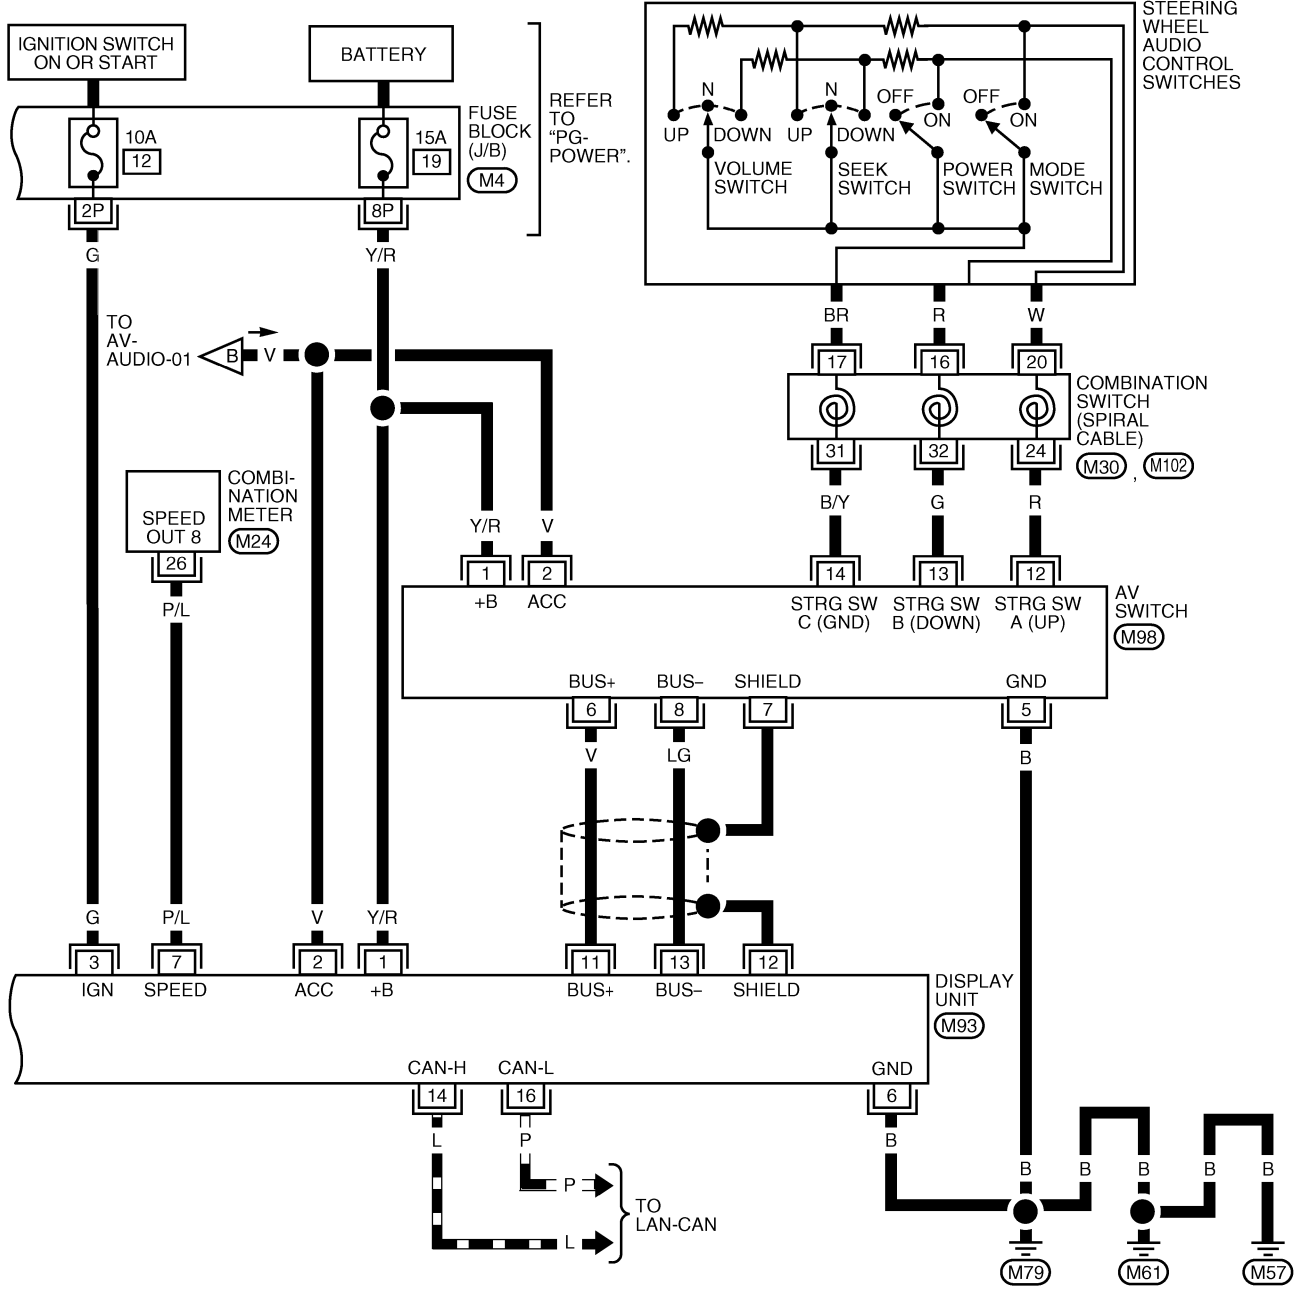 IGNITION SWITCH
ON OR START
BATTERY
10A
12
15A
19
FUSE
BLOCK
(J/B)
M4
REFER
TO
“PG-
POWER”.
2P
8P
G
Y/R
STEERING
WHEEL
AUDIO
CONTROL
SWITCHES
N
UP
DOWN
VOLUME
SWITCH
N
UP
DOWN
SEEK
SWITCH
OFF
ON
POWER
SWITCH
OFF
ON
MODE
SWITCH
BR
R
W
17
16
20
COMBINATION
SWITCH
(SPIRAL
CABLE)
M30 , M102
31
32
24
B/Y
G
R
TO
AV-
AUDIO-01
B
V
COMBI-
NATION
METER
M24
SPEED
OUT 8
26
P/L
Y/R
V
1
2
14
13
12
+B
ACC
STRG SW
C (GND)
STRG SW
B (DOWN)
STRG SW
A (UP)
AV
SWITCH
M98
BUS+
BUS–
SHIELD
GND
6
8
7
5
V
LG
B
G
P/L
V
Y/R
3
7
2
1
11
13
12
IGN
SPEED
ACC
+B
BUS+
BUS–
SHIELD
DISPLAY
UNIT
M93
CAN-H
CAN-L
GND
14
16
6
L
P
B
P
L
TO
LAN-CAN
B
B
B
B
B
M79
M61
M57